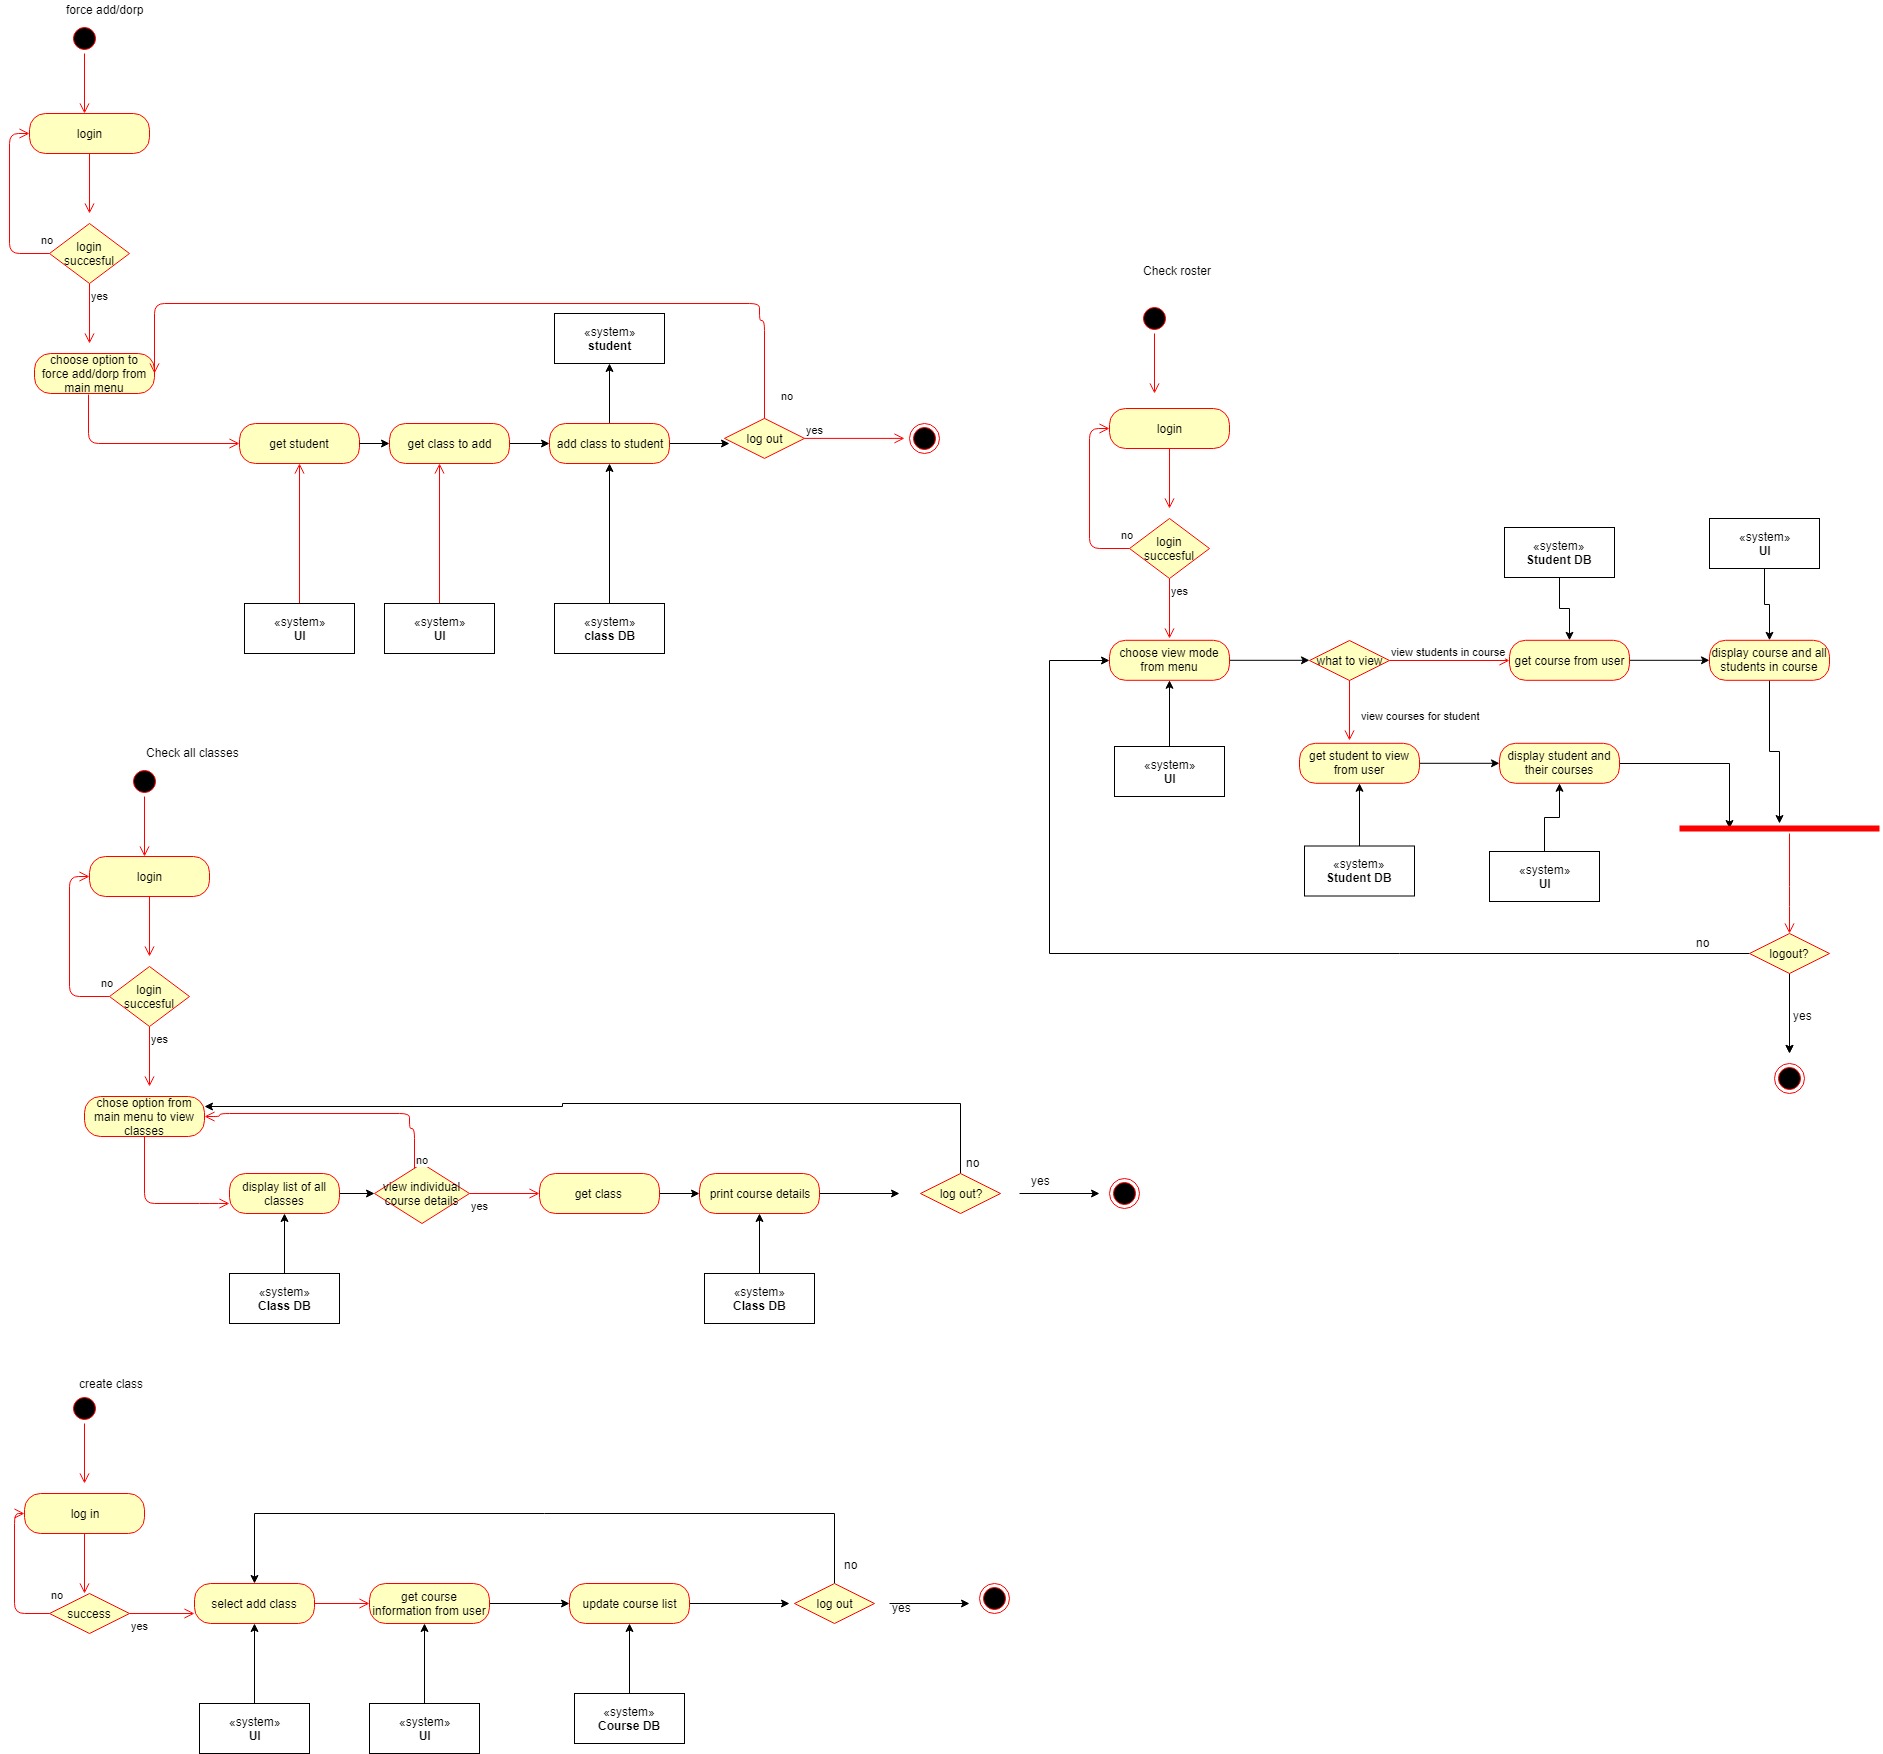 force add/dorp
login
login
succesful
no
yes
choose option to
force add/dorp from
main menu
«system»
student
no
get student
get class to add
add class to student
log out
yes
«system»
UI
«system»
UI
«system»
class DB
Check roster
login
login
succesful
no
yes
«system»
Student DB
«system»
UI
choose view mode
from menu
what to view
view students in course
get course from user
display course and all
students in course
view courses for student
«system»
UI
get student to view
from user
display student and
their courses
«system»
Student DB
«system»
UI
no
logout?
yes
Check all classes
login
login
succesful
no
yes
chose option from
main menu to view
classes
display list of all
classes
no
view individual
course details
yes
get class
print course details
no
log out?
yes
«system»
Class DB
«system»
Class DB
create class
log in
no
success
yes
select add class
get course
information from user
update course list
no
log out
yes
«system»
UI
«system»
UI
«system»
Course DB